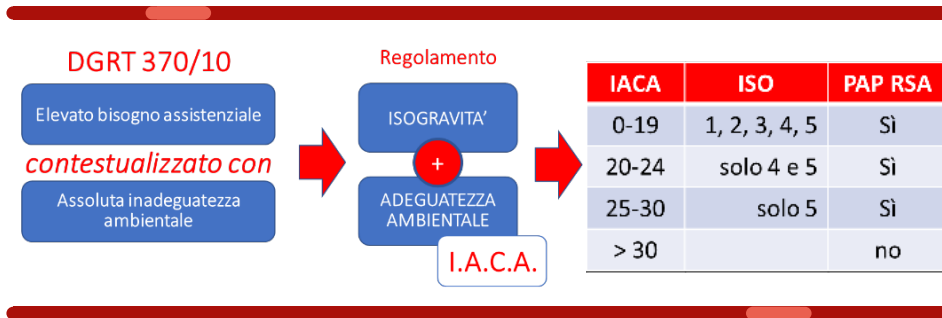 DGRT 370/10
Elevato bisogno assistenziale
contestualizzato con
Assoluta inadeguatezza
ambientale
Regolamento
ISOGRAVITA’
+
ADEGUATEZZA
AMBIENTALE
I.A.C.A.
IACA ISO PAP RSA
0-19 1, 2, 3, 4, 5 Sì
20-24 solo 4 e 5 Sì
25-30 solo 5 Sì
> 30 no